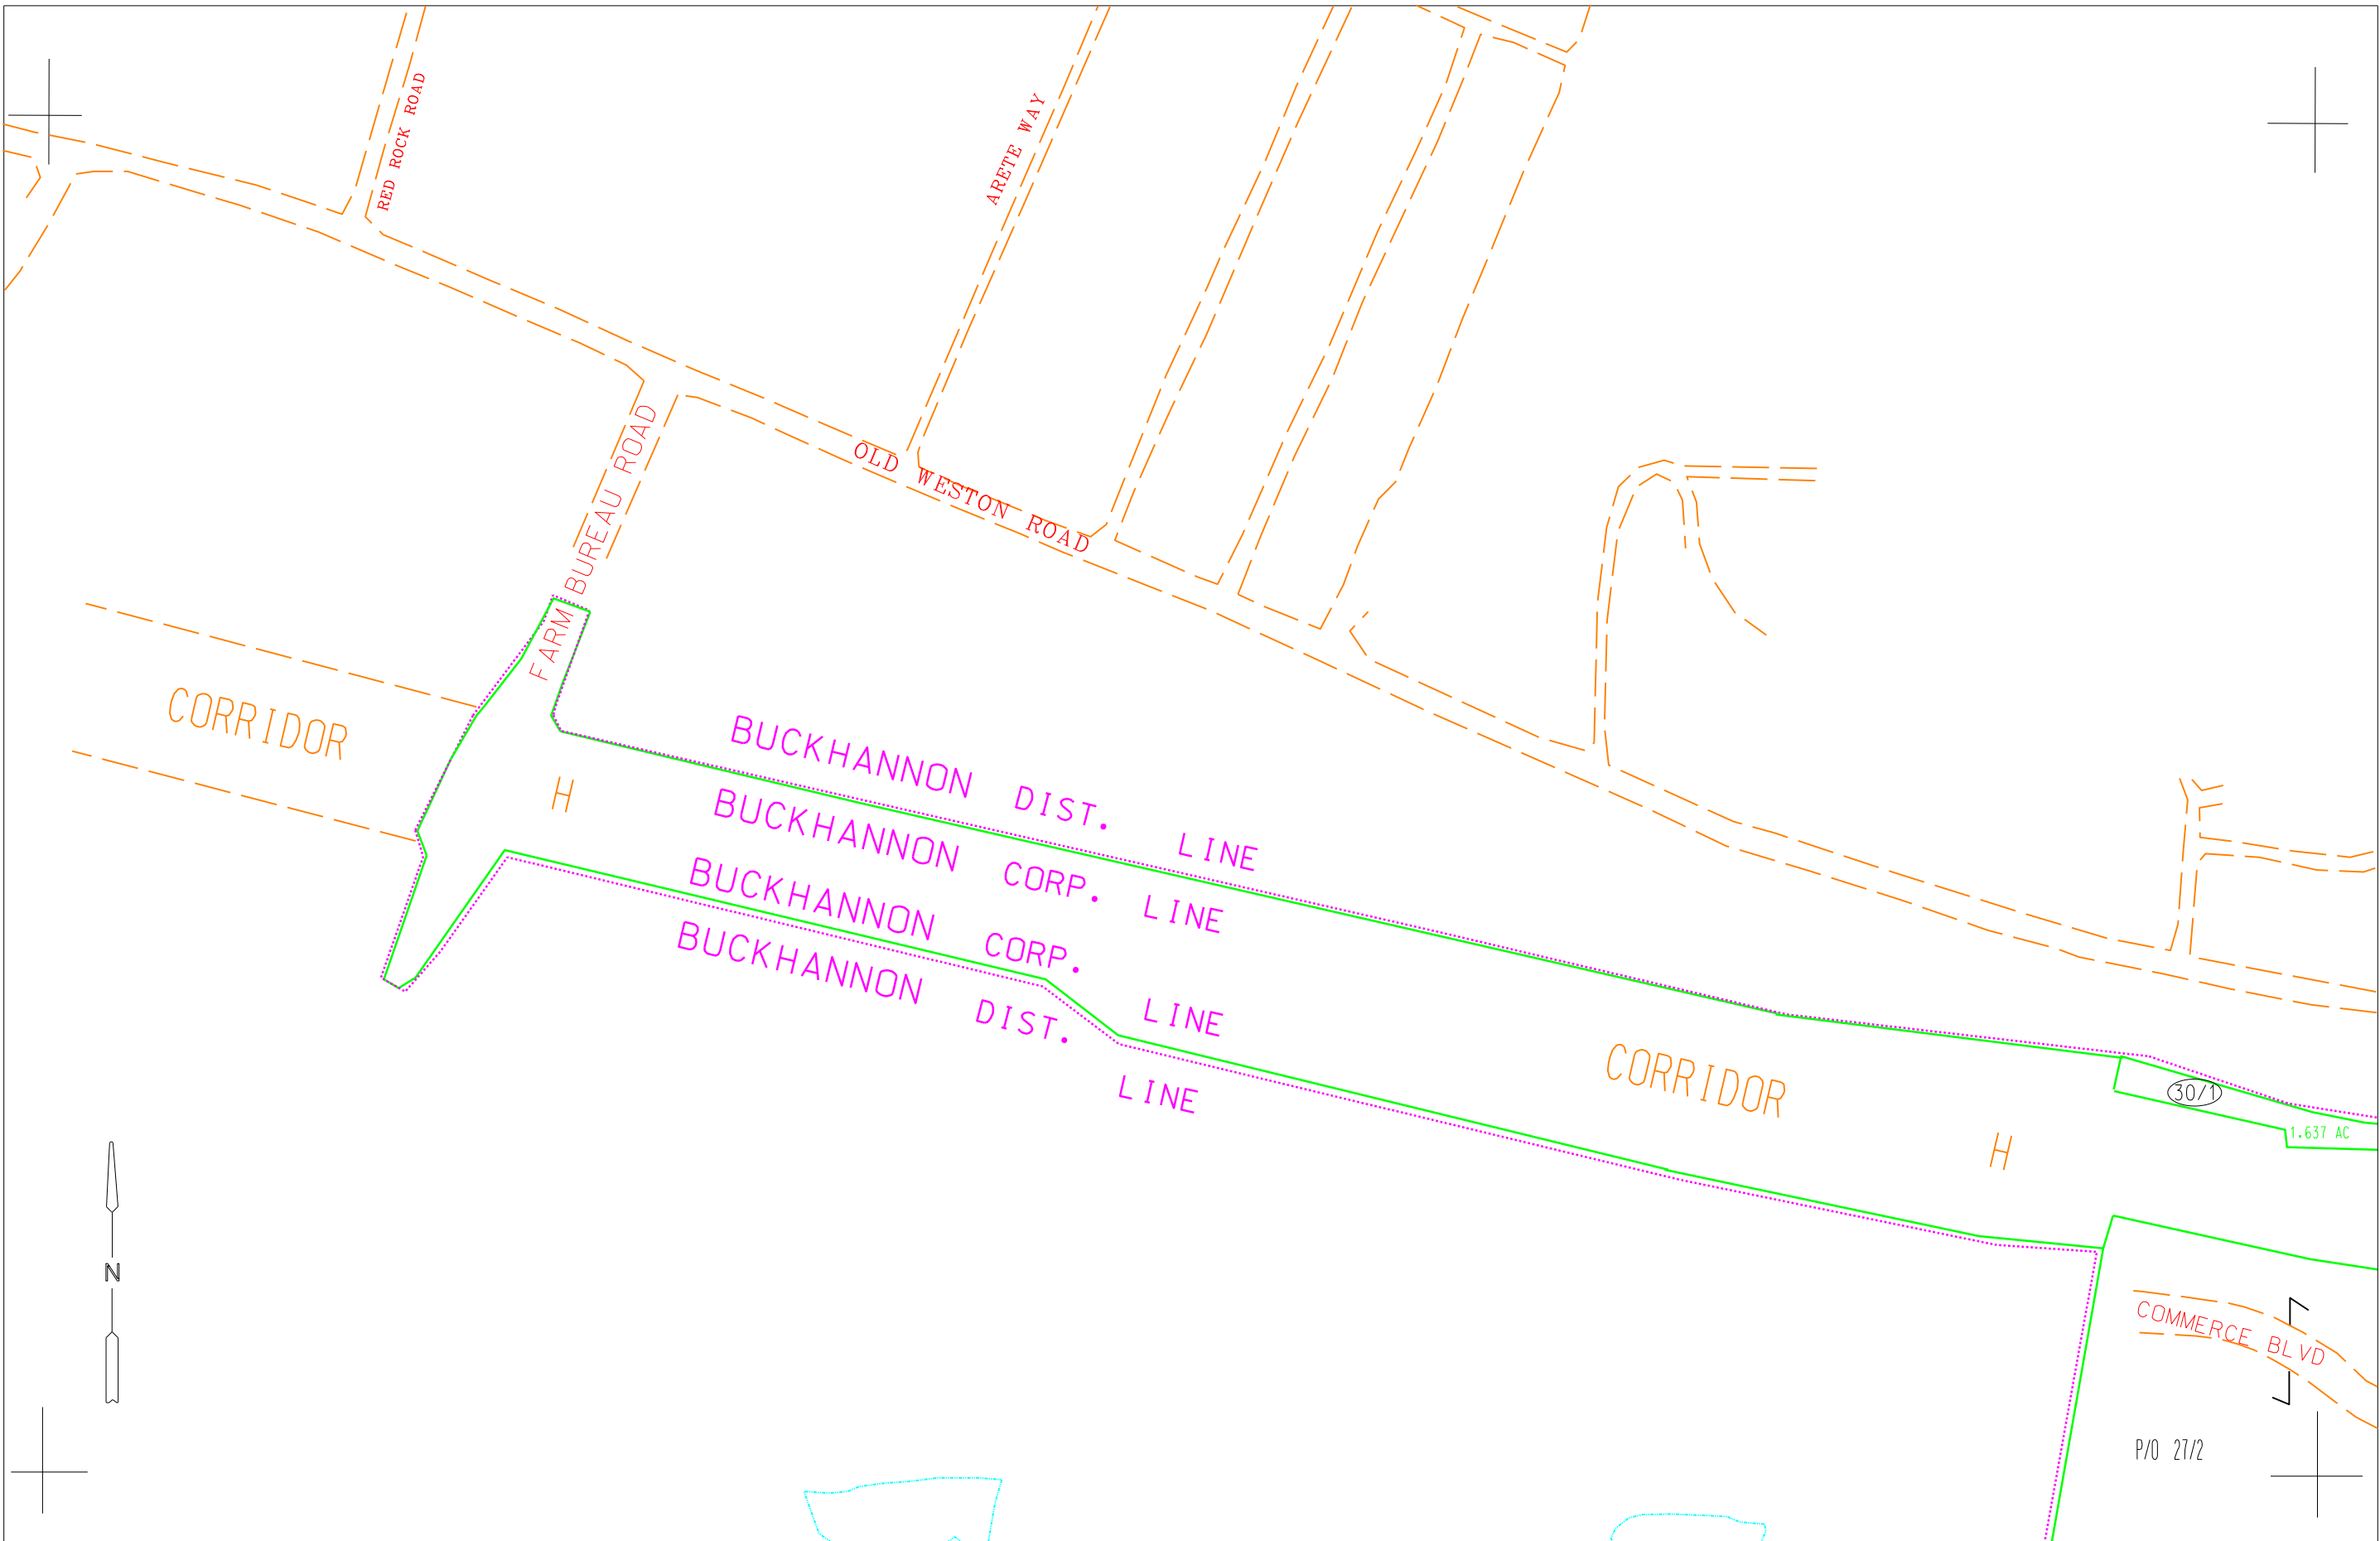 RED ROCK ROAD
ARETE WAY
OLD WESTON ROAD
FARM BUREAU ROAD
CORRIDOR
H
BUCKHANNON DIST. LINE
BUCKHANNON CORP. LINE
BUCKHANNON CORP. LINE
BUCKHANNON DIST. LINE
CORRIDOR
H
30/1
1.637 AC
N
COMMERCE BLVD
P/O 27/2